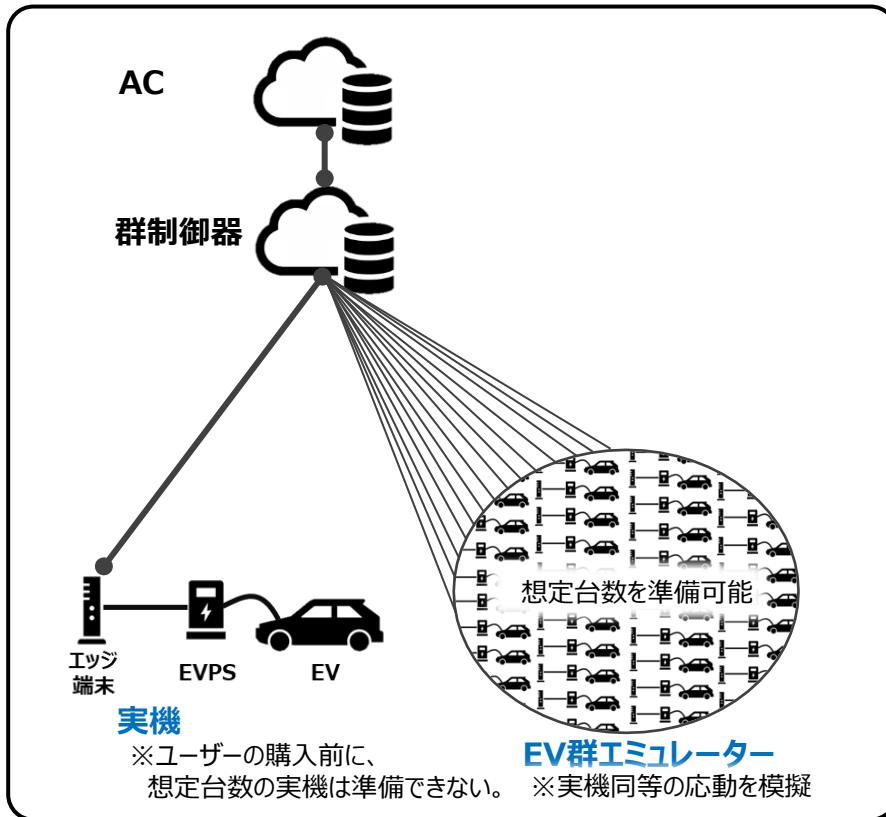 AC
群制御器
想定台数を準備可能
エッジ
端末
EVPS
EV
実機
※ユーザーの購入前に、
想定台数の実機は準備できない。
EV群エミュレーター
※実機同等の応動を模擬